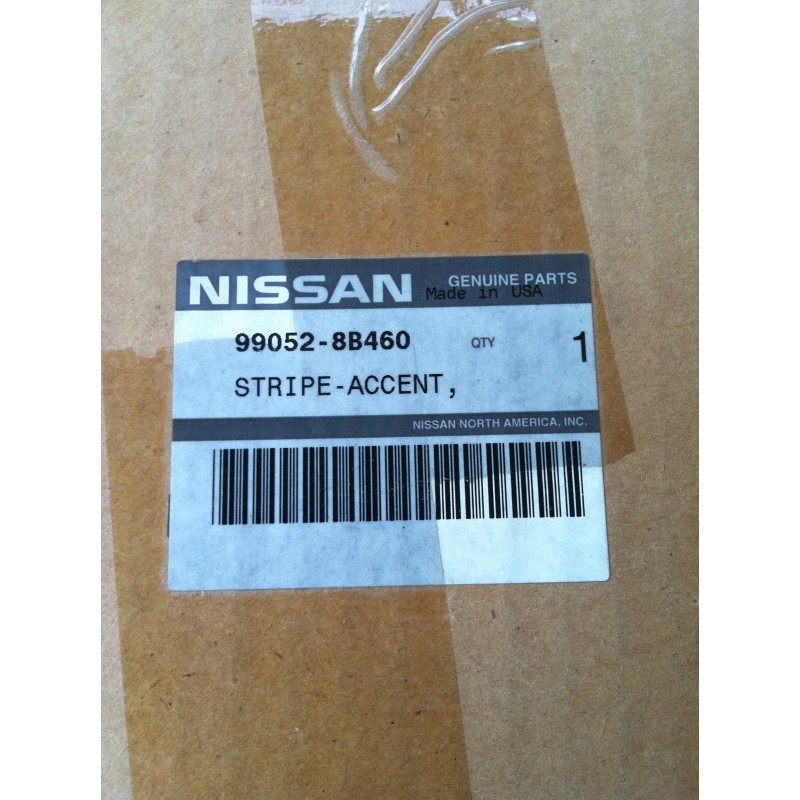 NISSAN GENUINE PARTS
Made in USA
99052-8B460 QTY 1
STRIPE-ACCENT,
NISSAN NORTH AMERICA, INC.